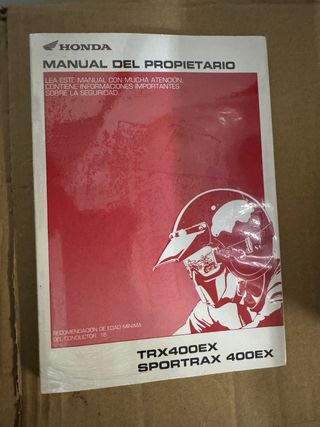 HONDA
MANUAL DEL PROPIETARIO
LEA ESTE MANUAL CON MUCHA ATENCION.
CONTIENE INFORMACIONES IMPORTANTES
SOBRE LA SEGURIDAD.
RECOMENDACIÓN DE EDAD MÍNIMA
DEL CONDUCTOR: 16
TRX400EX
SPORTRAX 400EX